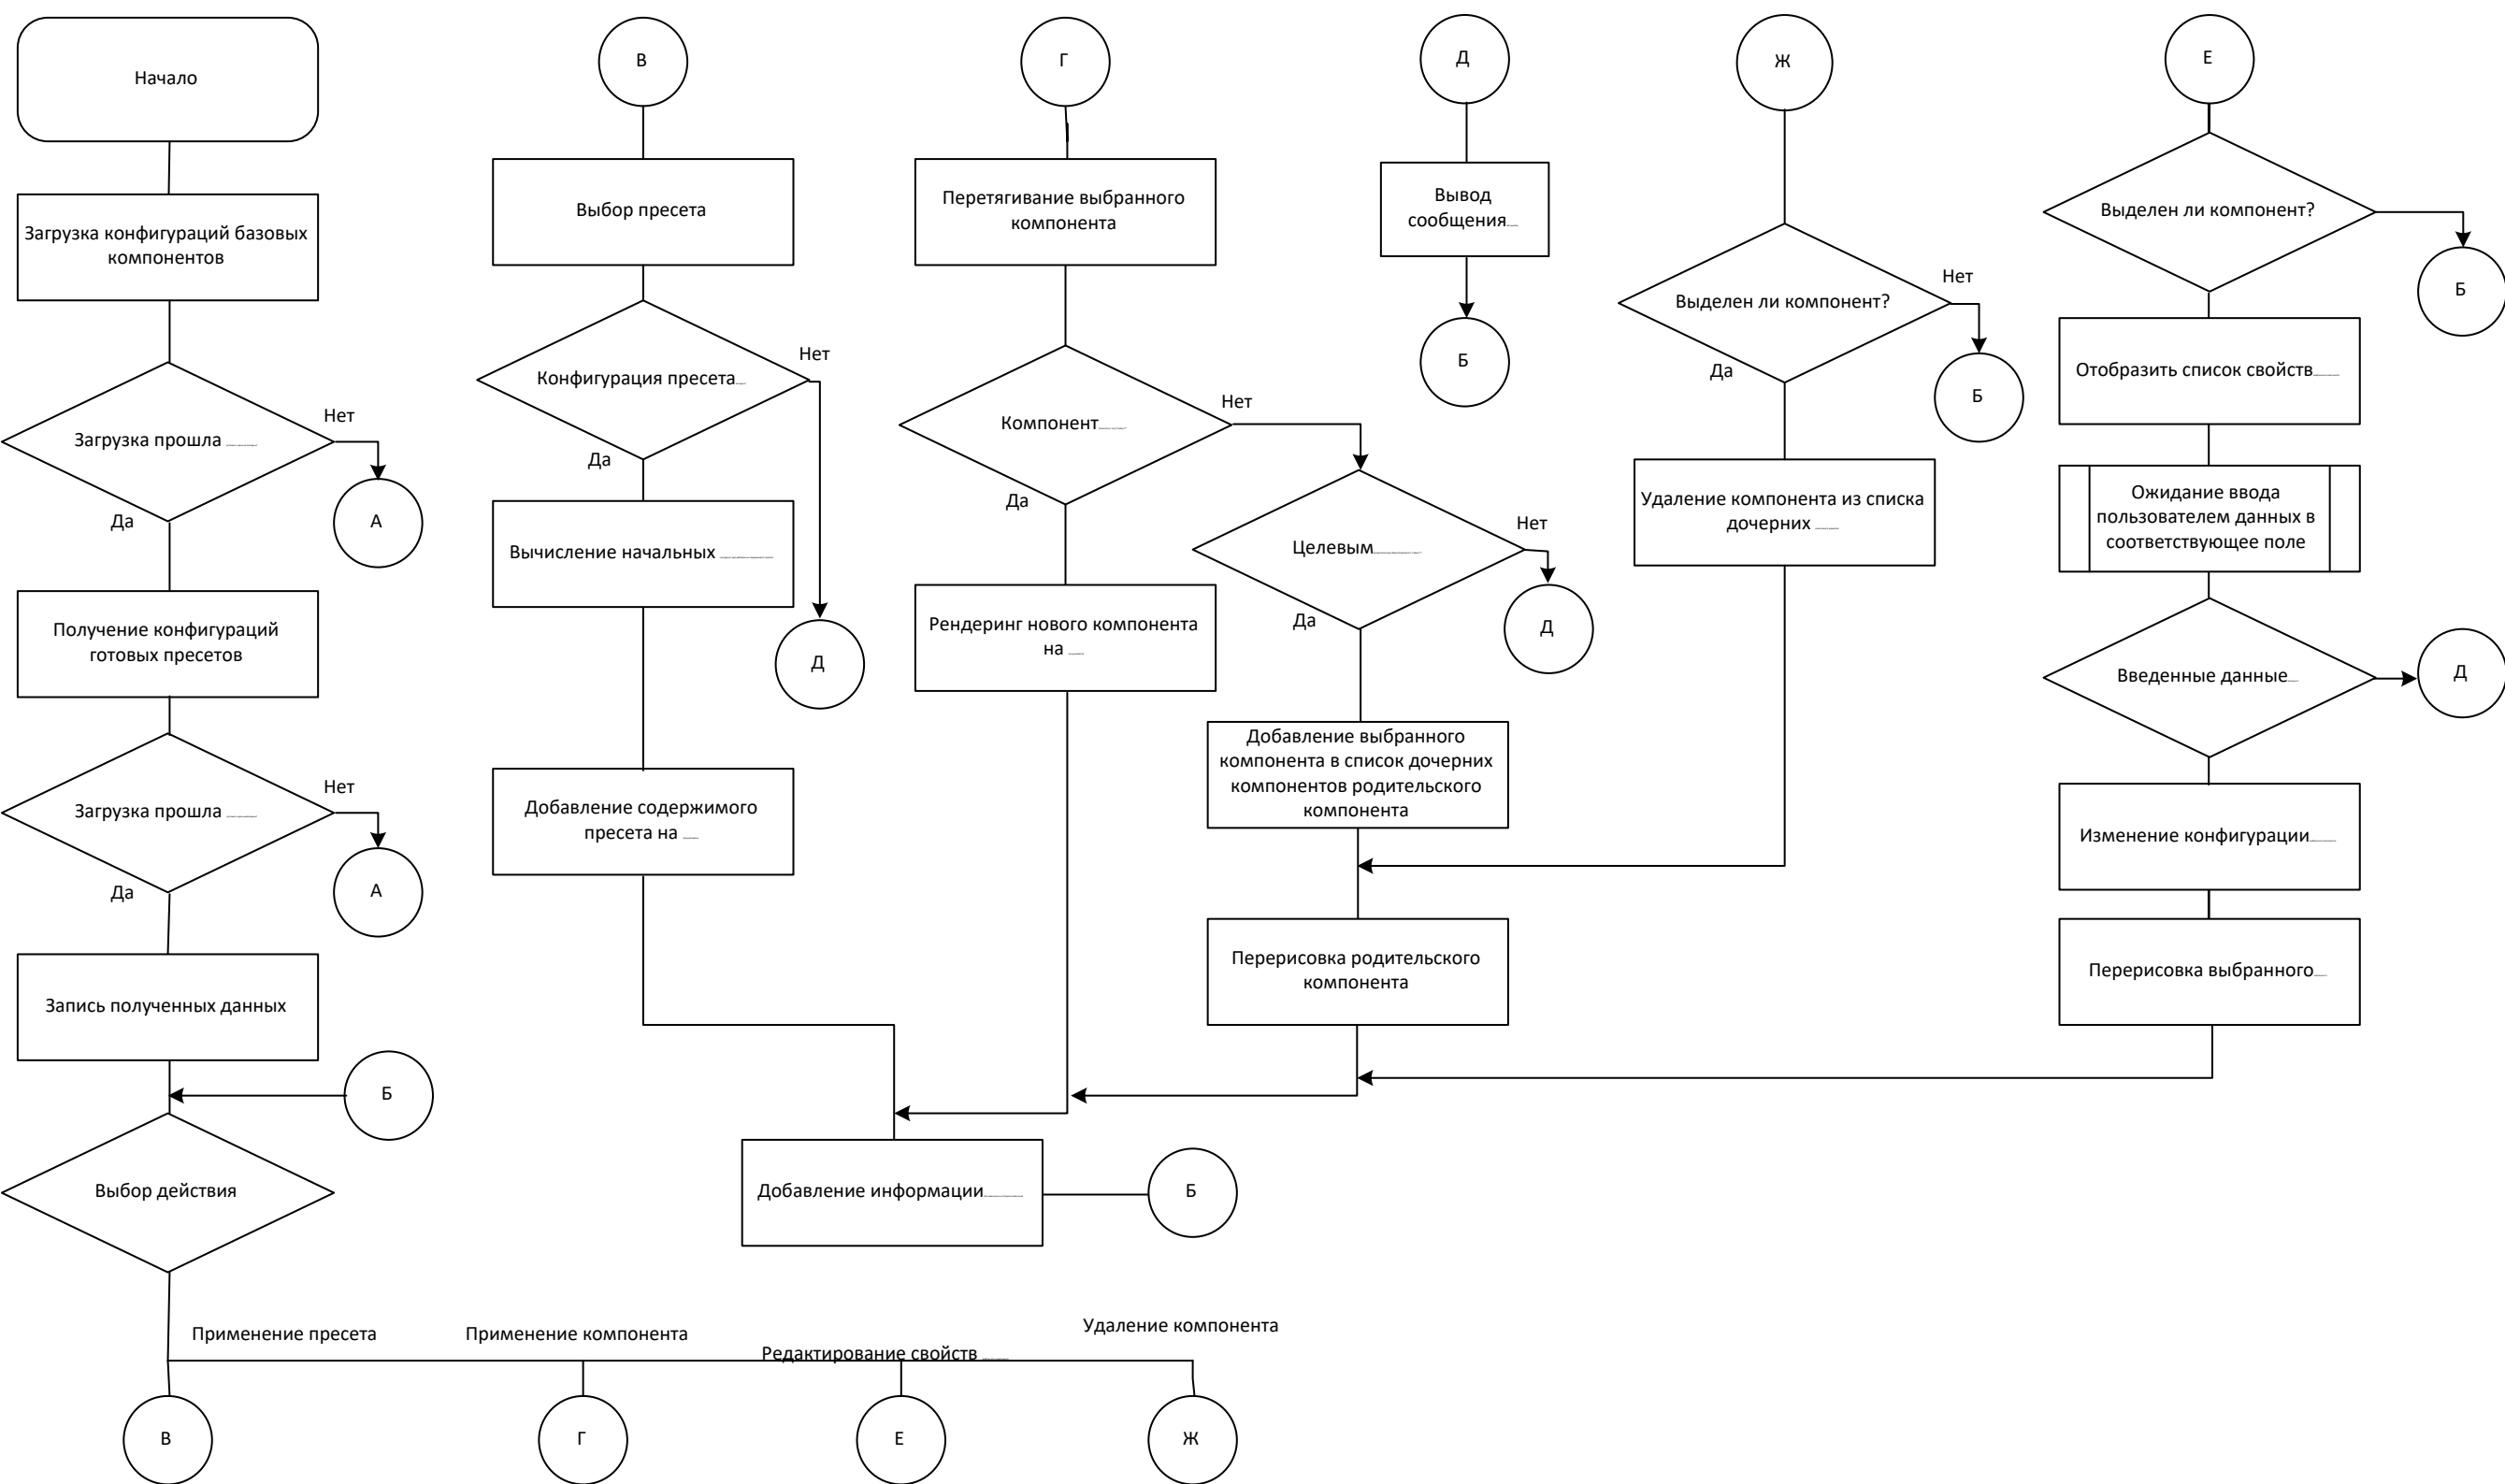 Начало
Загрузка конфигураций базовых
компонентов
Загрузка прошла
Нет
Да
А
Получение конфигураций
готовых пресетов
Загрузка прошла
Нет
Да
А
Запись полученных данных
Б
Выбор действия
Применение пресета
Применение компонента
Редактирование свойств
Удаление компонента
В
Г
Е
Ж
В
Выбор пресета
Конфигурация пресета
Нет
Да
Вычисление начальных
Д
Добавление содержимого
пресета на
Г
Перетягивание выбранного
компонента
Компонент
Нет
Да
Рендеринг нового компонента
на
Целевым
Нет
Да
Д
Добавление выбранного
компонента в список дочерних
компонентов родительского
компонента
Перерисовка родительского
компонента
Добавление информации
Б
Д
Вывод
сообщения
Б
Ж
Выделен ли компонент?
Нет
Да
Б
Удаление компонента из списка
дочерних
Е
Выделен ли компонент?
Б
Отобразить список свойств
Ожидание ввода
пользователем данных в
соответствующее поле
Введенные данные
Д
Изменение конфигурации
Перерисовка выбранного